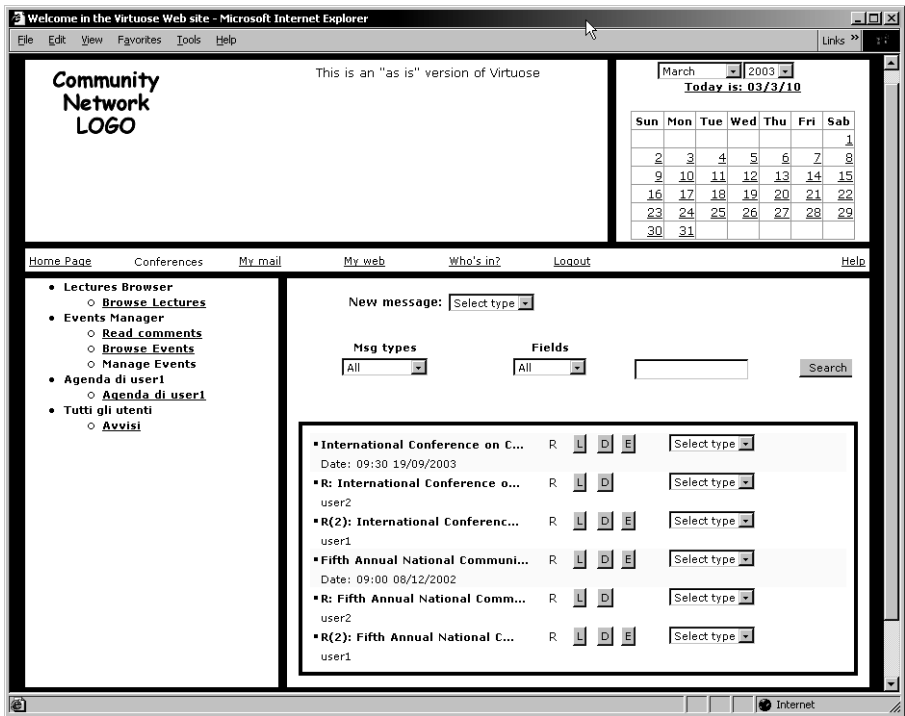 Welcome in the Virtuose Web site - Microsoft Internet Explorer
File Edit View Favorites Tools Help Links »
Community
Network
LOGO
This is an "as is" version of Virtuose
March 2003
Today is: 03/3/10
Sun Mon Tue Wed Thu Fri Sab
1
2 3 4 5 6 7 8
9 10 11 12 13 14 15
16 17 18 19 20 21 22
23 24 25 26 27 28 29
30 31
Home Page Conferences My mail My web Who's in? Logout Help
• Lectures Browser
○ Browse Lectures
• Events Manager
○ Read comments
○ Browse Events
○ Manage Events
• Agenda di user1
○ Agenda di user1
• Tutti gli utenti
○ Avvisi
New message: Select type
Msg types Fields
All All Search
▪ International Conference on C... R L D E Select type
Date: 09:30 19/09/2003
▪ R: International Conference o... R L D Select type
user2
▪ R(2): International Conferenc... R L D E Select type
user1
▪ Fifth Annual National Communi... R L D E Select type
Date: 09:00 08/12/2002
▪ R: Fifth Annual National Comm... R L D Select type
user2
▪ R(2): Fifth Annual National C... R L D E Select type
user1
Internet